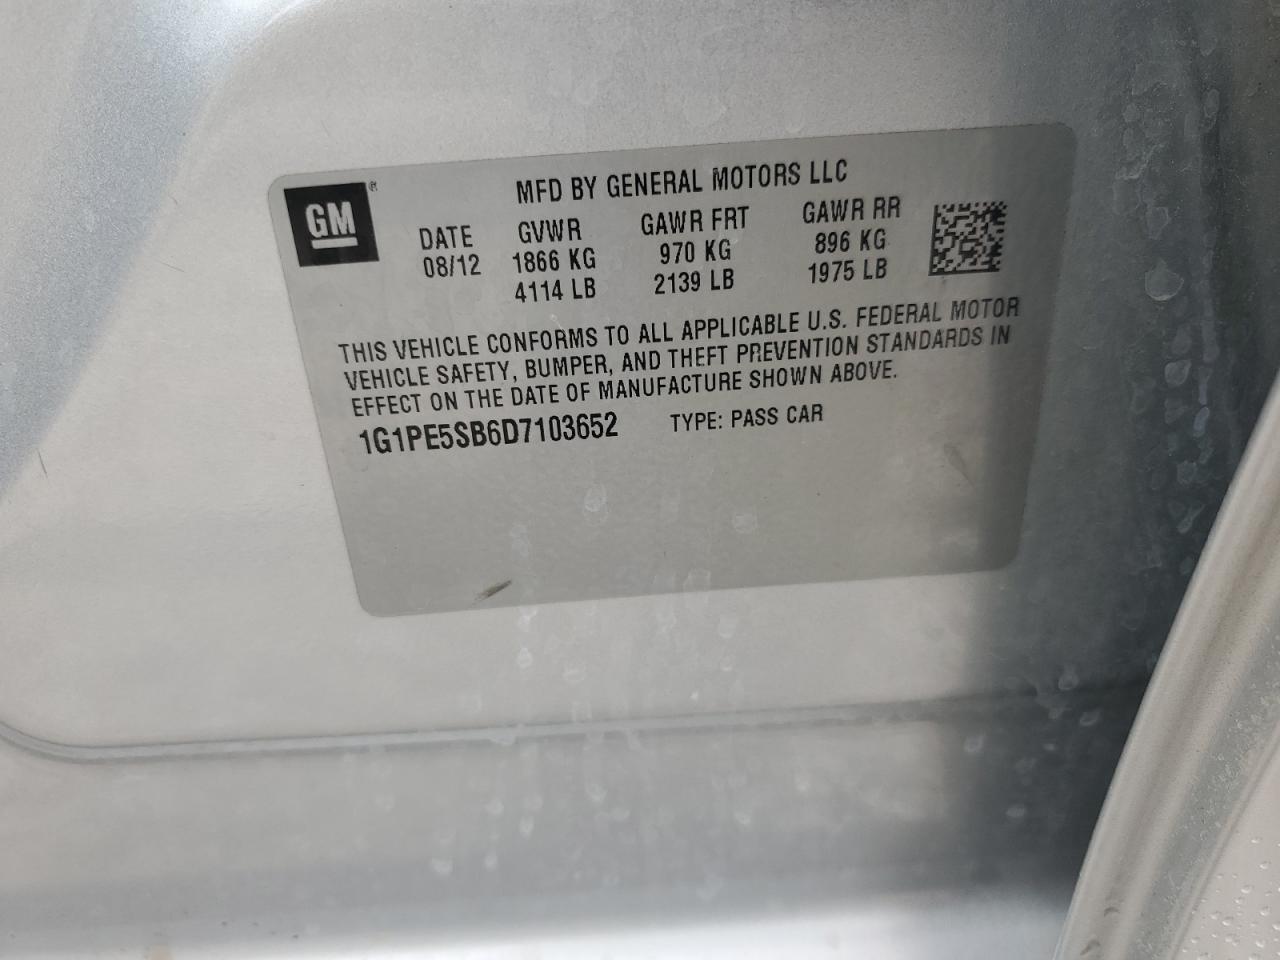 GM ®
MFD BY GENERAL MOTORS LLC
DATE GVWR GAWR FRT GAWR RR
08/12 1866 KG 970 KG 896 KG
4114 LB 2139 LB 1975 LB
THIS VEHICLE CONFORMS TO ALL APPLICABLE U.S. FEDERAL MOTOR
VEHICLE SAFETY, BUMPER, AND THEFT PREVENTION STANDARDS IN
EFFECT ON THE DATE OF MANUFACTURE SHOWN ABOVE.
1G1PE5SB6D7103652 TYPE: PASS CAR